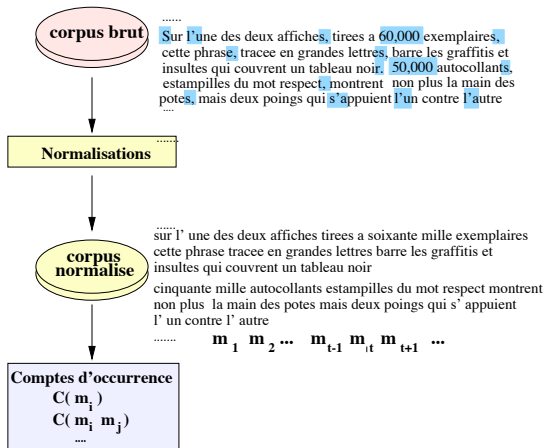 corpus brut
......
Sur l'une des deux affiches, tirees a 60,000 exemplaires,
cette phrase, tracee en grandes lettres, barre les graffitis et
insultes qui couvrent un tableau noir. 50,000 autocollants,
estampilles du mot respect, montrent non plus la main des
potes, mais deux poings qui s'appuient l'un contre l'autre
....
Normalisations
.......
......
corpus
normalise
sur l' une des deux affiches tirees a soixante mille exemplaires
cette phrase tracee en grandes lettres barre les graffitis et
insultes qui couvrent un tableau noir
cinquante mille autocollants estampilles du mot respect montrent
non plus la main des potes mais deux poings qui s' appuient
l' un contre l' autre
....... m 1 m 2 ... m t-1 m t m t+1 ...
Comptes d'occurrence
C( m i )
C( m i m j )
....